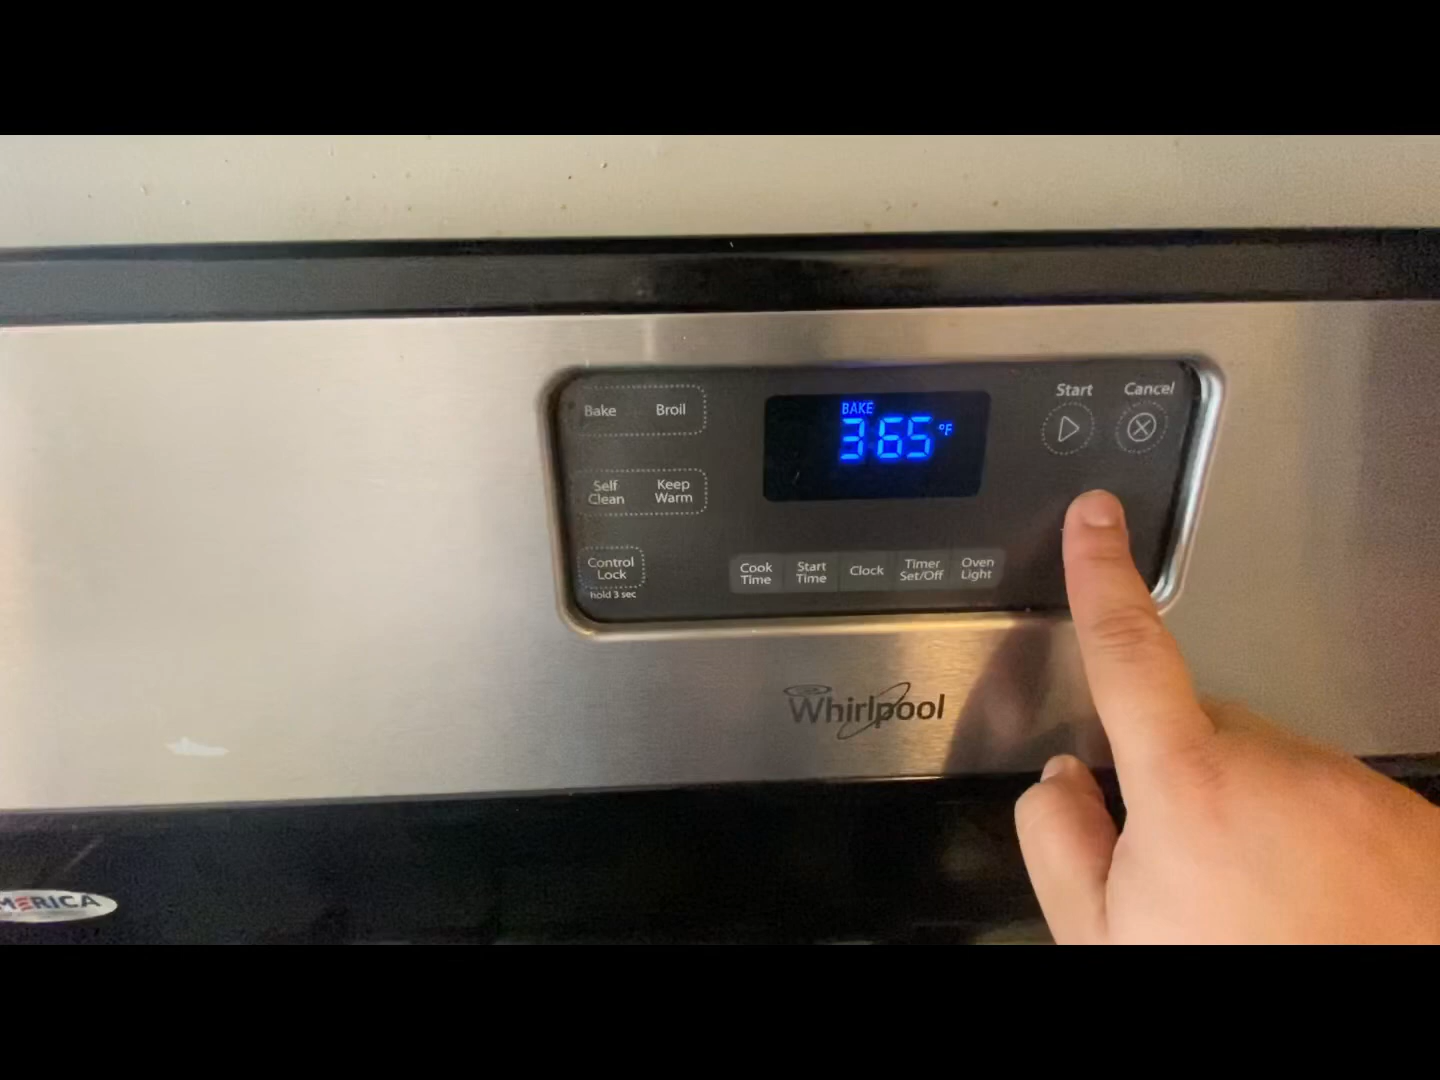 Bake Broil
Self Clean
Keep Warm
Control Lock
hold 3 sec
BAKE
365 °F
Start
Cancel
Cook Time
Start Time
Clock
Timer Set/Off
Oven Light
Whirlpool
MERICA